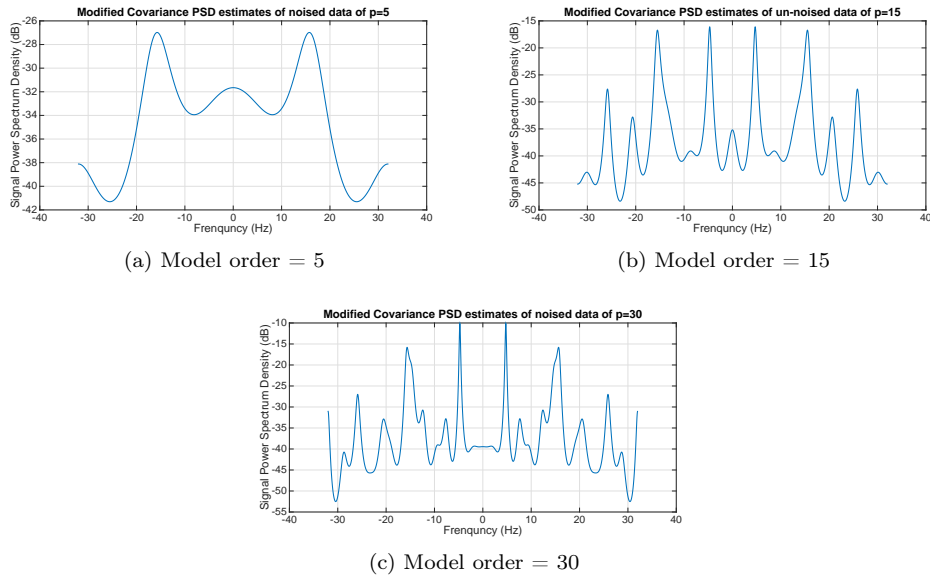 Modified Covariance PSD estimates of noised data of p=5
Signal Power Spectrum Density (dB)
-26
-28
-30
-32
-34
-36
-38
-40
-42
-40 -30 -20 -10 0 10 20 30 40
Frequncy (Hz)
(a) Model order = 5
Modified Covariance PSD estimates of un-noised data of p=15
Signal Power Spectrum Density (dB)
-15
-20
-25
-30
-35
-40
-45
-50
-40 -30 -20 -10 0 10 20 30 40
Frequncy (Hz)
(b) Model order = 15
Modified Covariance PSD estimates of noised data of p=30
Signal Power Spectrum Density (dB)
-10
-15
-20
-25
-30
-35
-40
-45
-50
-55
-40 -30 -20 -10 0 10 20 30 40
Frequncy (Hz)
(c) Model order = 30